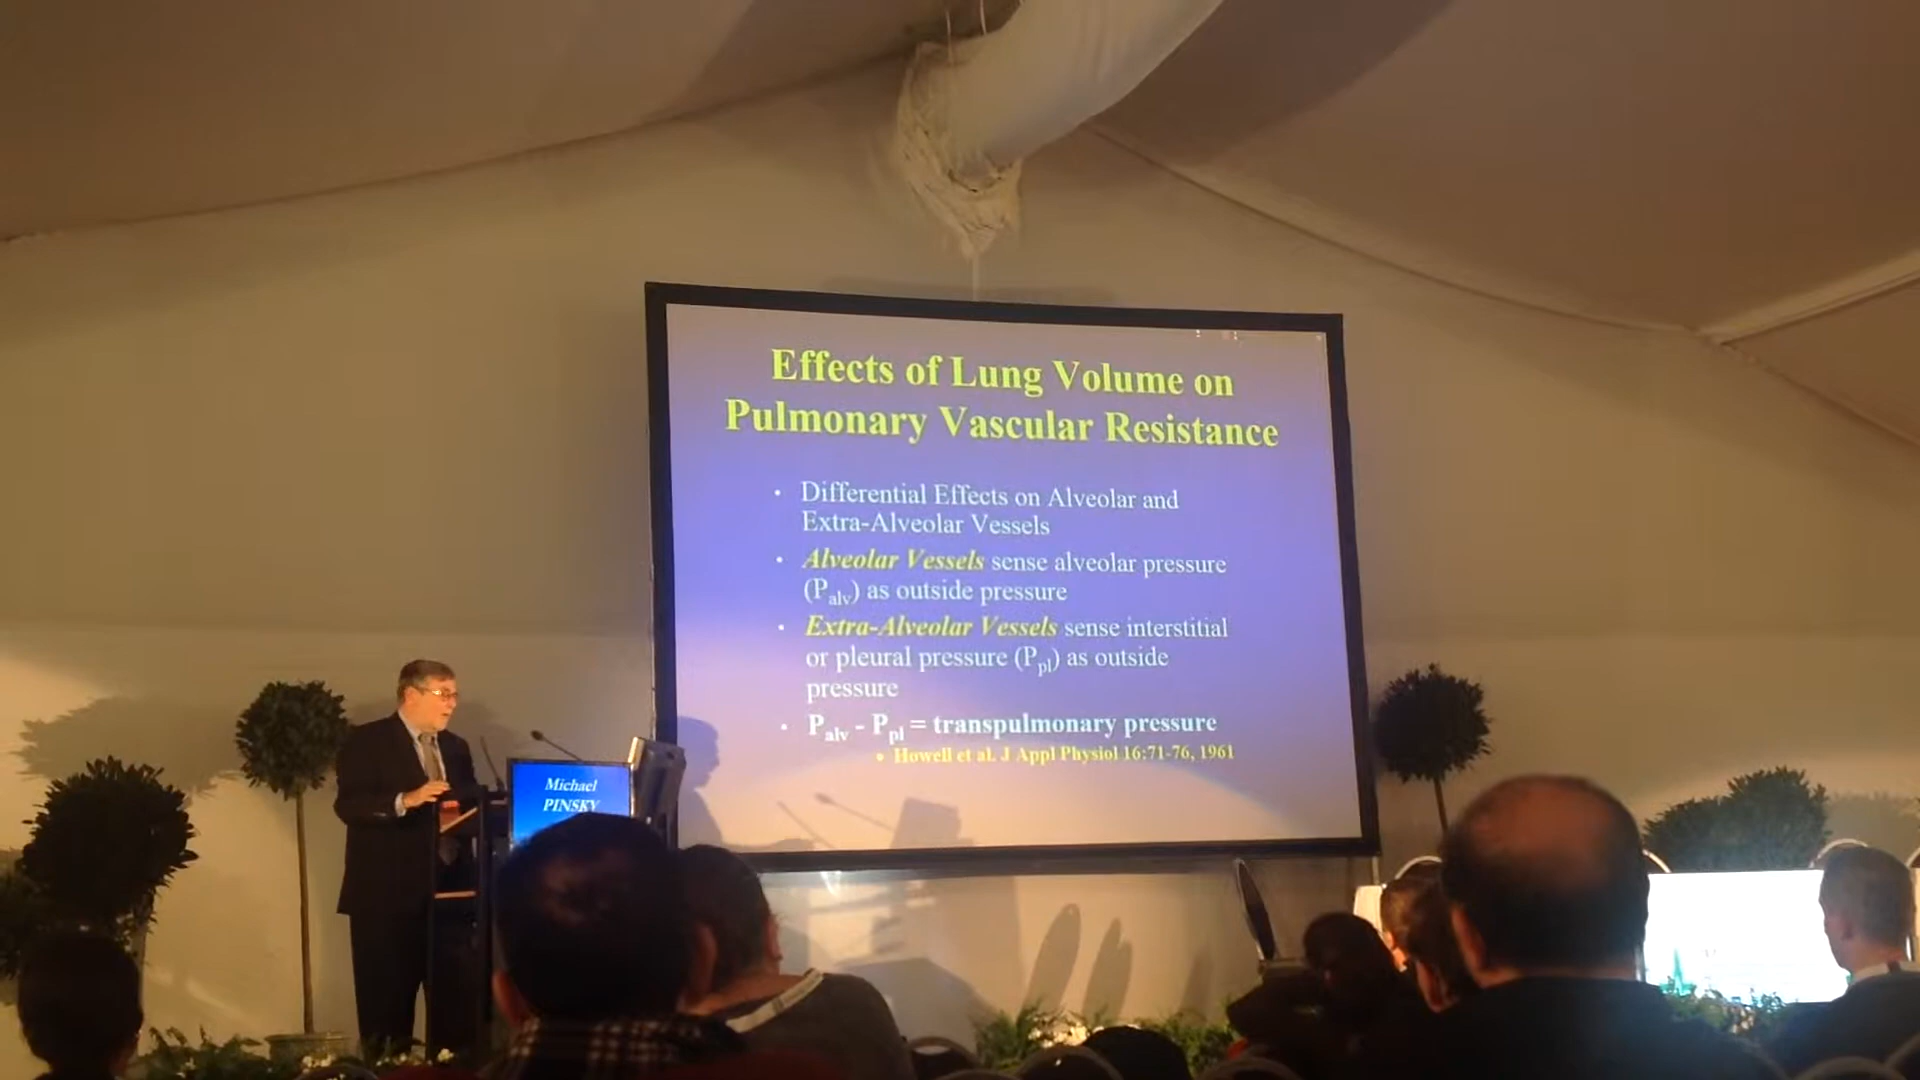 Effects of Lung Volume on
Pulmonary Vascular Resistance
• Differential Effects on Alveolar and
Extra-Alveolar Vessels
• Alveolar Vessels sense alveolar pressure
(Palv) as outside pressure
• Extra-Alveolar Vessels sense interstitial
or pleural pressure (Ppl) as outside
pressure
• Palv - Ppl = transpulmonary pressure
• Howell et al. J Appl Physiol 16:71-76, 1961
Michael
PINSKY